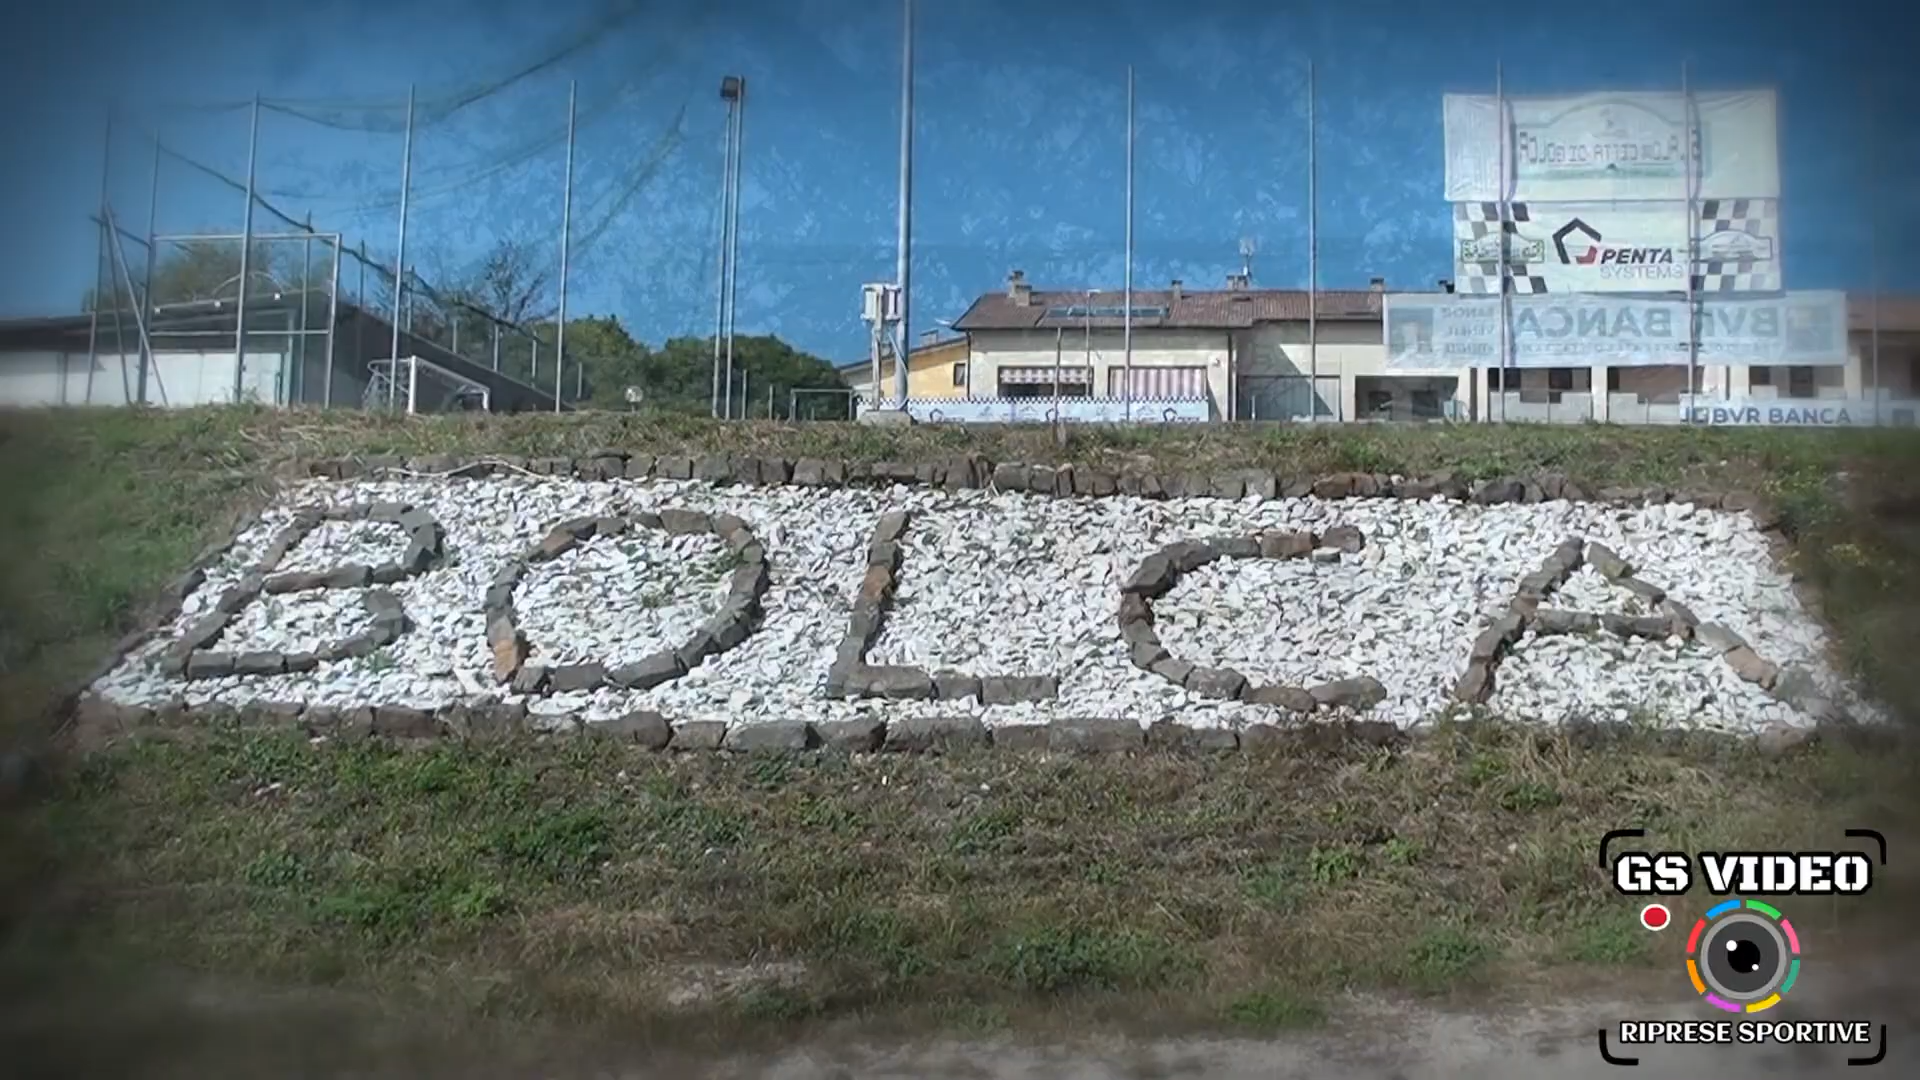 PENTA
SYSTEMS
BVR BANCA
BVR BANCA
BOLCA
GS VIDEO
RIPRESE SPORTIVE